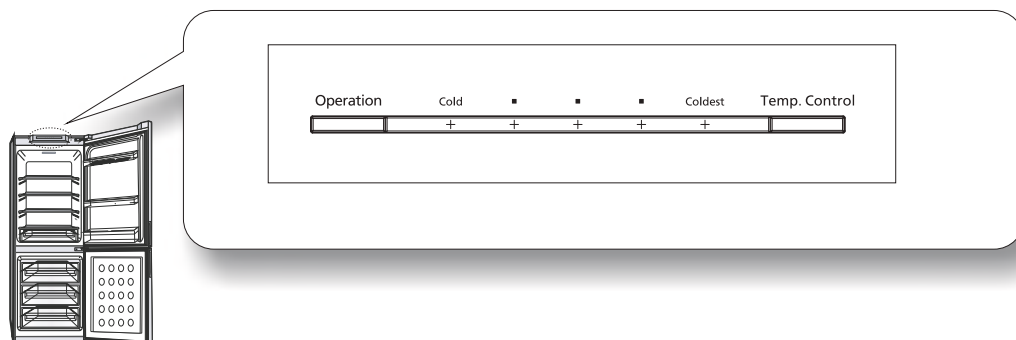 Operation Cold ■ ■ ■ Coldest Temp. Control